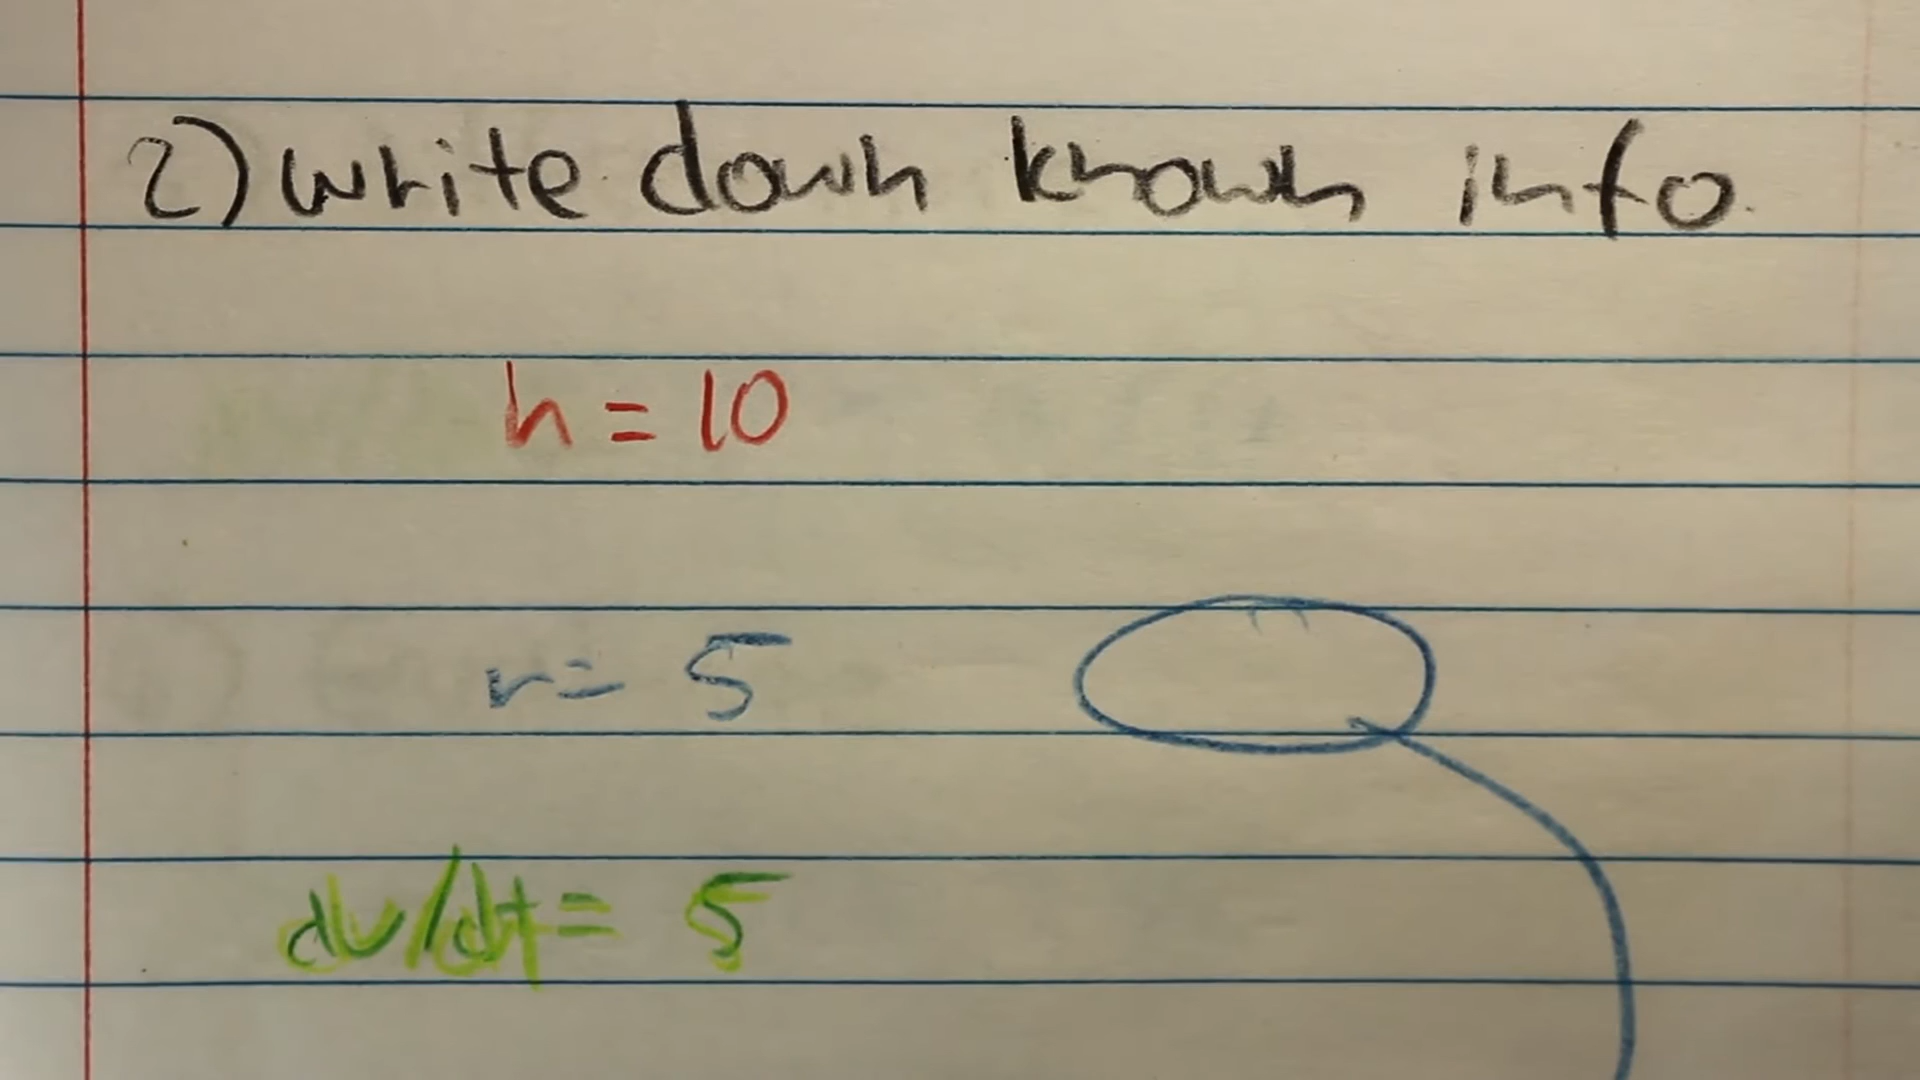 2) write down known info.
h = 10
r = 5
dv/dt = 5